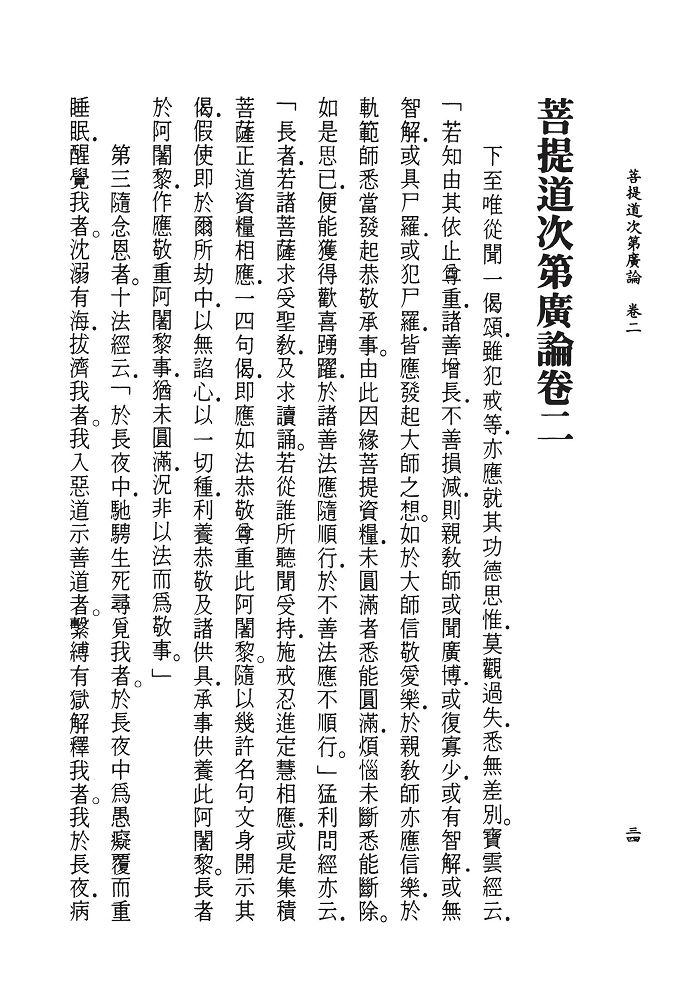 菩提道次第廣論　卷二
三四
菩提道次第廣論卷二
下至唯從聞一偈頌．雖犯戒等．亦應就其功德思惟．莫觀過失．悉無差別。寶雲經云．
「若知由其依止尊重．諸善增長．不善損減．則親教師或聞廣博．或復寡少．或有智解．或無
智解．或具尸羅．或犯尸羅．皆應發起大師之想。如於大師信敬愛樂．於親教師亦應信樂．於
軌範師悉當發起恭敬承事。由此因緣菩提資糧．未圓滿者悉能圓滿．煩惱未斷悉能斷除。
如是思已．便能獲得歡喜踴躍．於諸善法應隨順行．於不善法應不順行。」猛利問經亦云．
「長者．若諸菩薩求受聖教．及求讀誦。若從誰所聽聞受持．施戒忍進定慧相應．或是集積
菩薩正道資糧相應．一四句偈．即應如法恭敬尊重此阿闍黎。隨以幾許名句文身開示其
偈．假使即於爾所劫中．以無諂心．以一切種．利養恭敬及諸供具．承事供養此阿闍黎。長者
於阿闍黎．作應敬重阿闍黎事．猶未圓滿．況非以法而爲敬事。」
第三隨念恩者。十法經云．「於長夜中．馳騁生死尋覓我者。於長夜中爲愚癡覆而重
睡眠．醒覺我者。沈溺有海．拔濟我者。我入惡道示善道者。繫縛有獄解釋我者。我於長夜．病